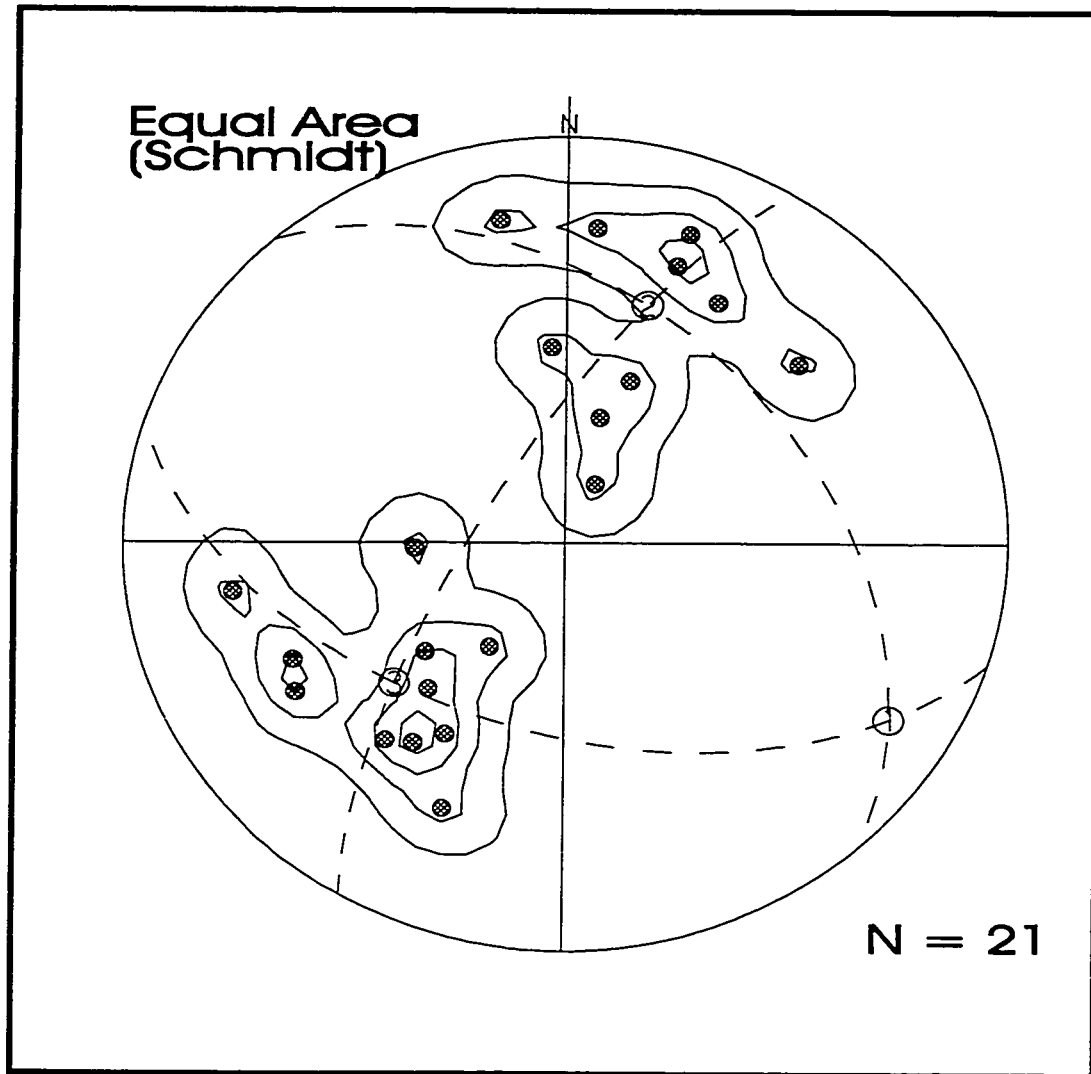 Equal Area
(Schmidt)
N
N = 21